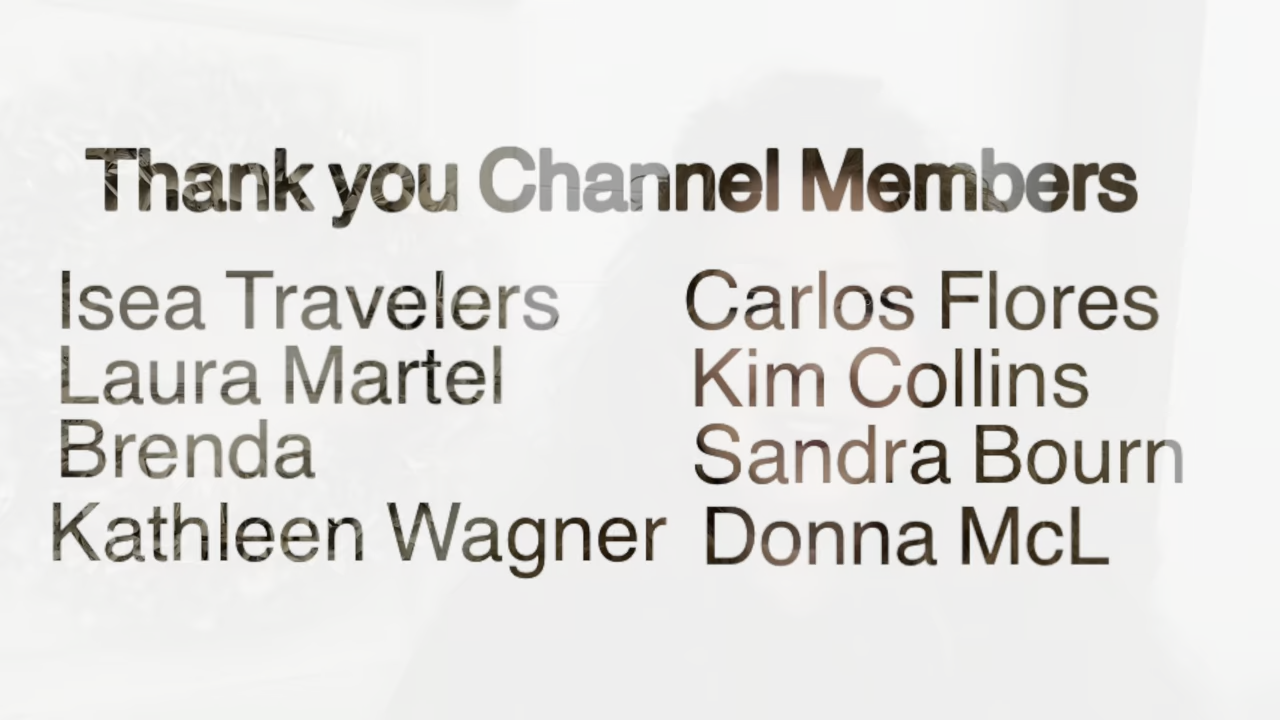 Thank you Channel Members
Isea Travelers
Laura Martel
Brenda
Kathleen Wagner
Carlos Flores
Kim Collins
Sandra Bourn
Donna McL